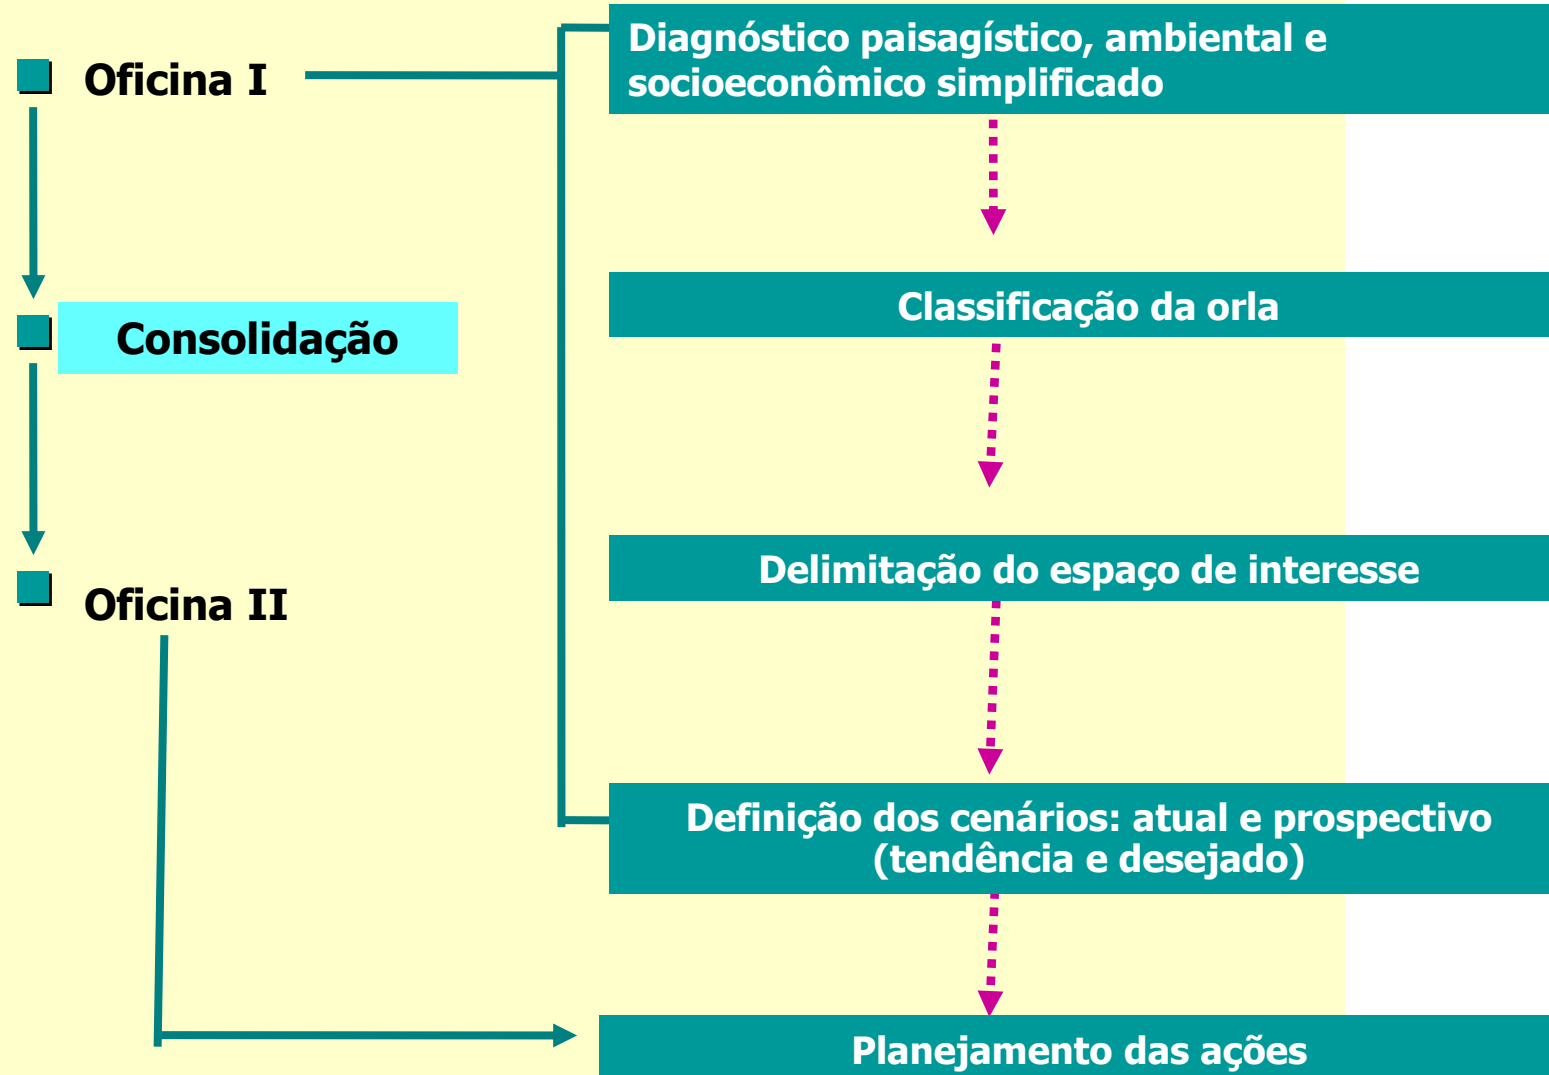 Oficina I
Consolidação
Oficina II
Diagnóstico paisagístico, ambiental e
socioeconômico simplificado
Classificação da orla
Delimitação do espaço de interesse
Definição dos cenários: atual e prospectivo
(tendência e desejado)
Planejamento das ações